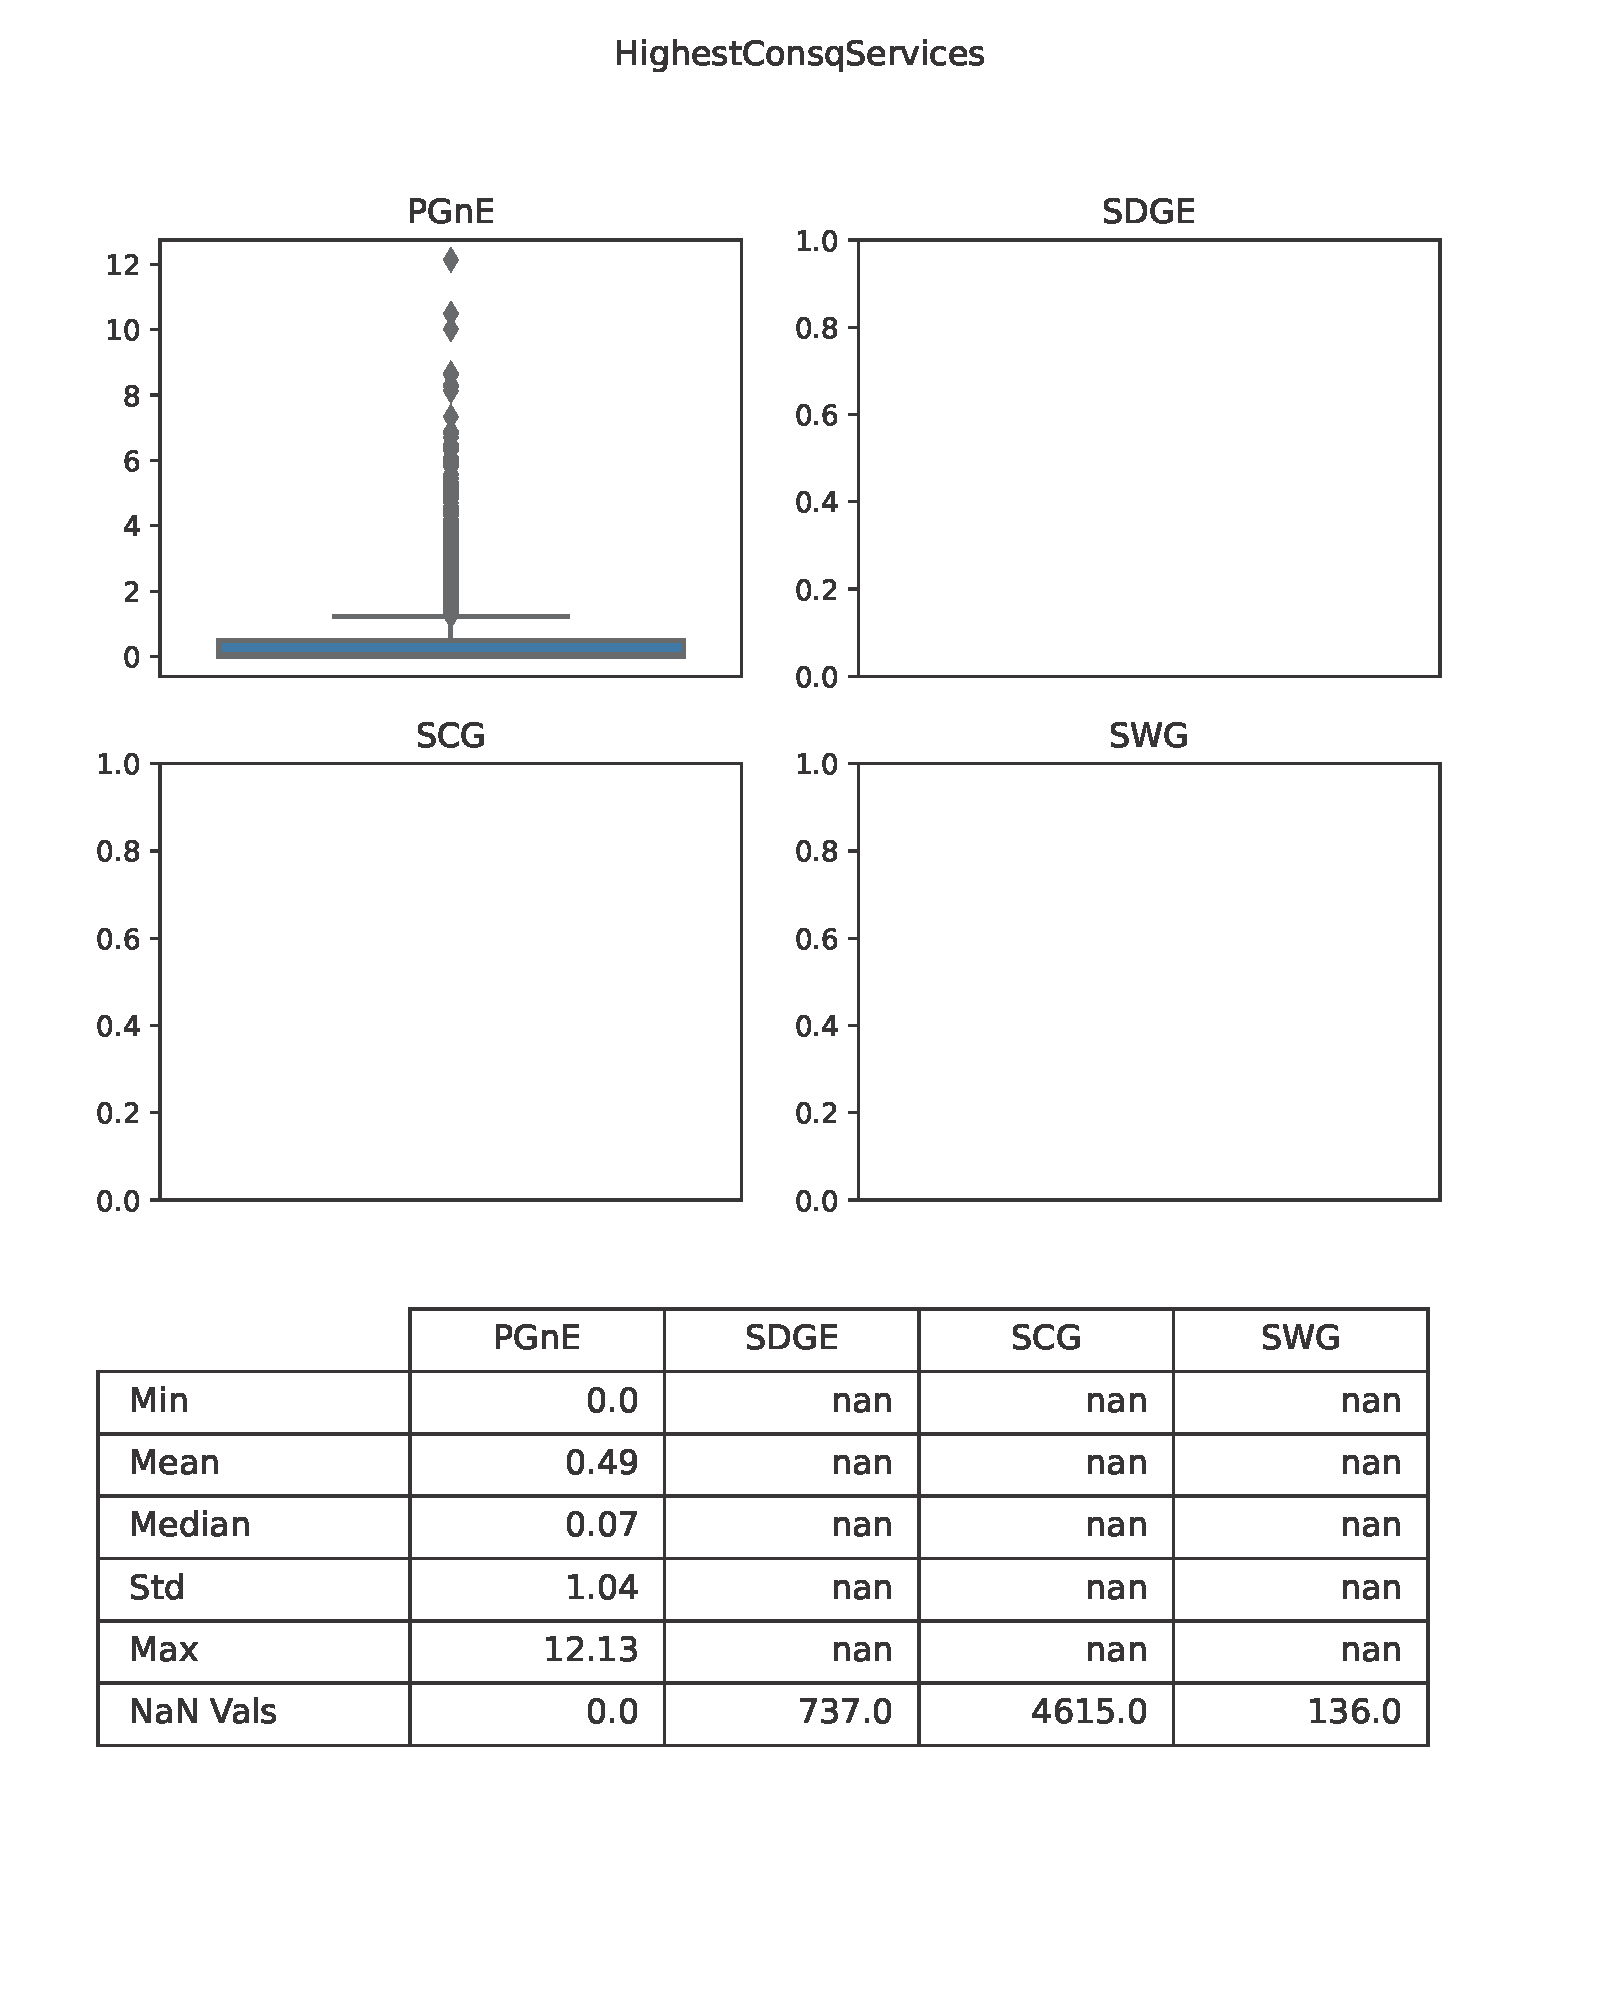 HighestConsqServices
PGnE
12
10
8
6
4
2
0
SDGE
1.0
0.8
0.6
0.4
0.2
0.0
SCG
1.0
0.8
0.6
0.4
0.2
0.0
SWG
1.0
0.8
0.6
0.4
0.2
0.0
PGnE SDGE SCG SWG
Min 0.0 nan nan nan
Mean 0.49 nan nan nan
Median 0.07 nan nan nan
Std 1.04 nan nan nan
Max 12.13 nan nan nan
NaN Vals 0.0 737.0 4615.0 136.0